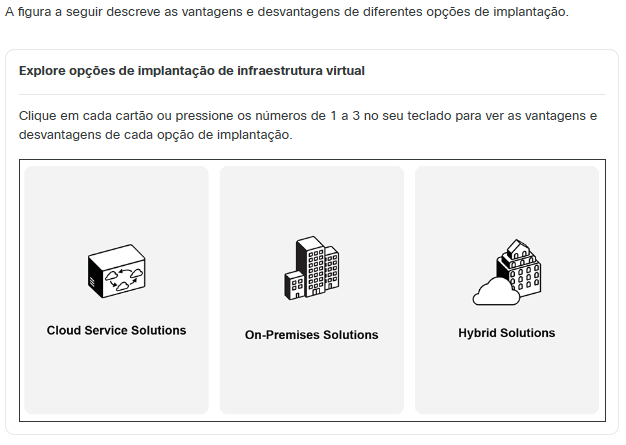 A figura a seguir descreve as vantagens e desvantagens de diferentes opções de implantação.
Explore opções de implantação de infraestrutura virtual
Clique em cada cartão ou pressione os números de 1 a 3 no seu teclado para ver as vantagens e
desvantagens de cada opção de implantação.
Cloud Service Solutions
On-Premises Solutions
Hybrid Solutions